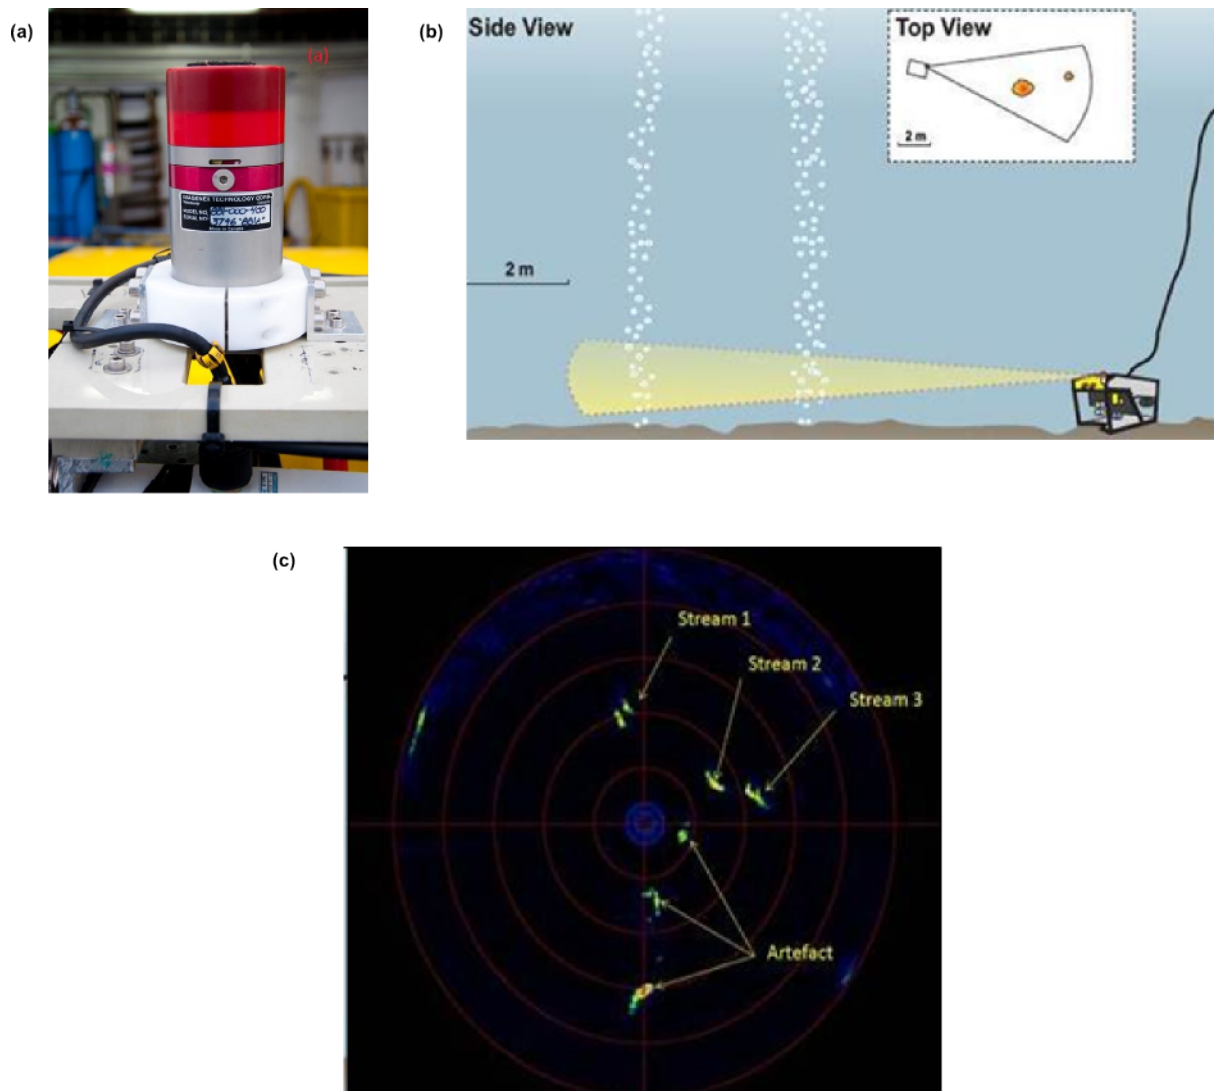 (a)
(a)
IMAGENEX TECHNOLOGY CORP.
MODEL NO.
SERIAL NO.
Made in Canada
(b)
Side View
Top View
2 m
2 m
(c)
Stream 1
Stream 2
Stream 3
Artefact